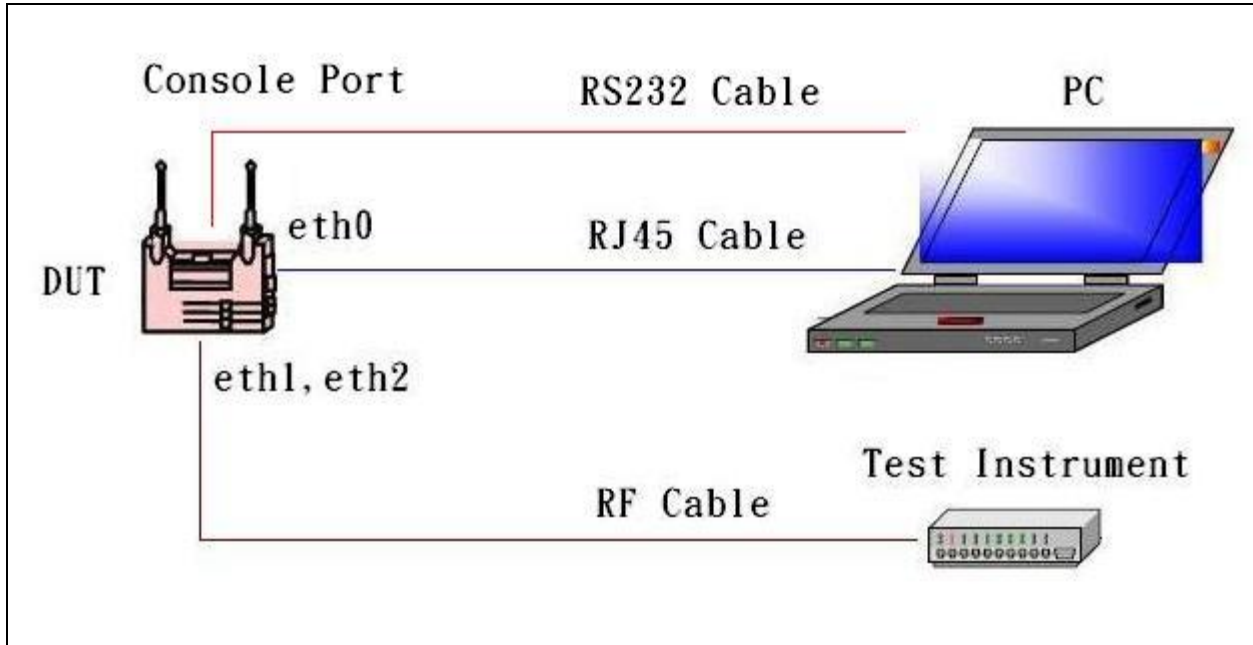 Console Port
RS232 Cable
PC
eth0
RJ45 Cable
DUT
eth1,eth2
Test Instrument
RF Cable